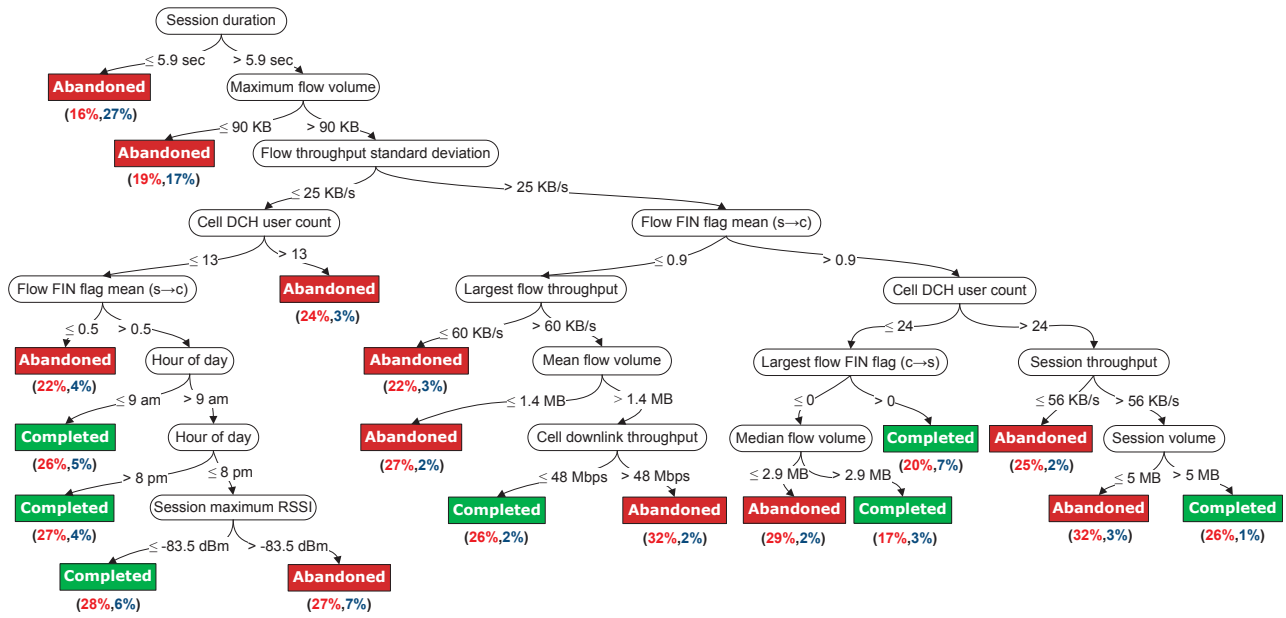 Session duration
≤ 5.9 sec > 5.9 sec
Abandoned
Maximum flow volume
(16%,27%)
≤ 90 KB > 90 KB
Abandoned
Flow throughput standard deviation
(19%,17%)
≤ 25 KB/s > 25 KB/s
Cell DCH user count
Flow FIN flag mean (s→c)
≤ 13 > 13
≤ 0.9 > 0.9
Flow FIN flag mean (s→c)
Abandoned
Largest flow throughput
Cell DCH user count
(24%,3%)
≤ 0.5 > 0.5
≤ 60 KB/s > 60 KB/s
≤ 24 > 24
Abandoned
Hour of day
Abandoned
Mean flow volume
Largest flow FIN flag (c→s)
Session throughput
(22%,4%)
(22%,3%)
≤ 9 am > 9 am
≤ 1.4 MB > 1.4 MB
≤ 0 > 0
≤ 56 KB/s > 56 KB/s
Completed
Hour of day
Abandoned
Cell downlink throughput
Median flow volume
Completed
Abandoned
Session volume
(26%,5%)
(27%,2%)
(20%,7%)
(25%,2%)
> 8 pm ≤ 8 pm
≤ 48 Mbps > 48 Mbps
≤ 2.9 MB > 2.9 MB
≤ 5 MB > 5 MB
Completed
Session maximum RSSI
Completed
Abandoned
Abandoned
Completed
Abandoned
Completed
(27%,4%)
(26%,2%)
(32%,2%)
(29%,2%)
(17%,3%)
(32%,3%)
(26%,1%)
≤ -83.5 dBm > -83.5 dBm
Completed
Abandoned
(28%,6%)
(27%,7%)